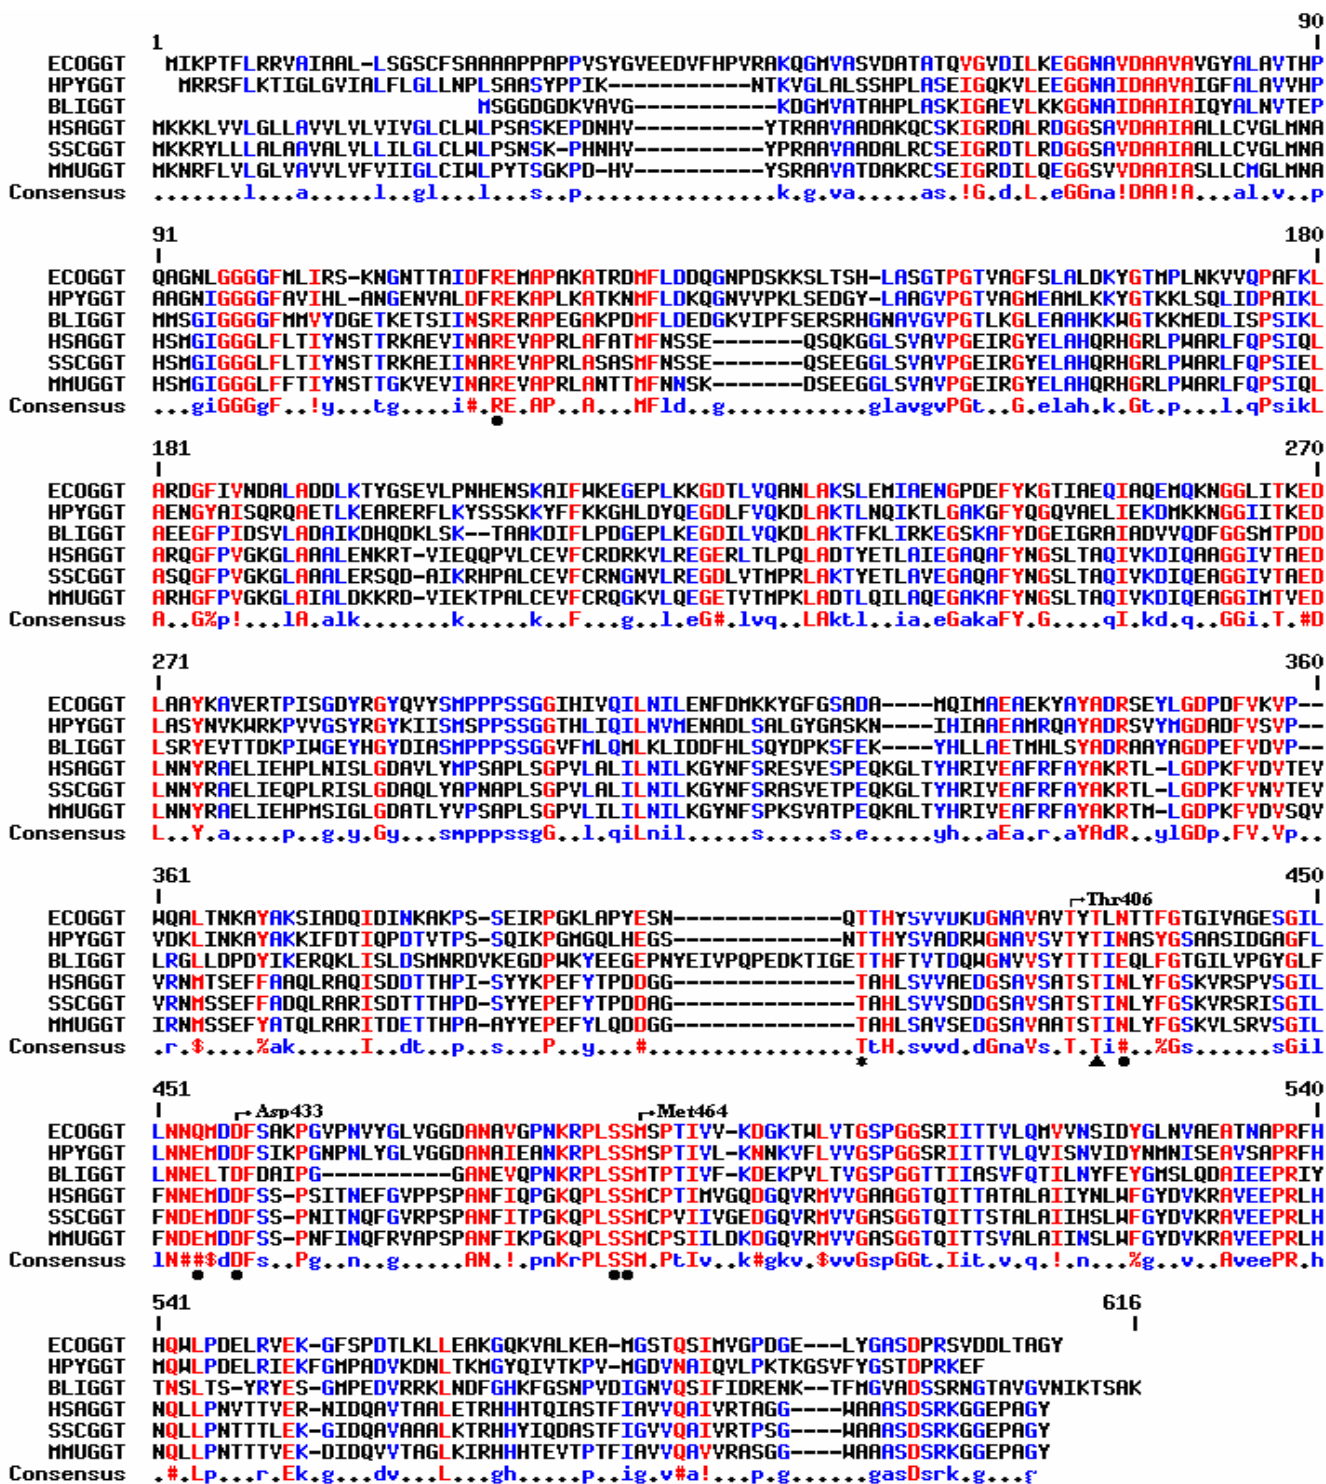 90
1
ECOGGT MIKPTFLRRVAIAAL-LSGSCFSAAAAPPAPPVSYGVEEDVFHPVRAKQGMVASVDATATQVGVDILKEGGNAVDAAVAVGYALAVTHP
HPYGGT MRRSFLKTIGLGVIALFLGLLNPLSAASYPPIK------------NTKVGLALSSHPLASEIGQKVLEEGGNAIDAAVAIGFALAVVHP
BLIGGT MSGGDGDKVAVG-----------KDGMVATAHPLASKIGAEVLKKGGNAIDAAIAIQYALNVTEP
HSAGGT MKKKLVVLGLLAVVLVLVIVGLCLWLPSASKEPDNHV-----------YTRAAVAADAKQCSKIGRDALRDGGSAVDAAIAALLCVGLMNA
SSCGGT MKKRYLLLALAAVALVLLILGLCLWLPSNSK-PHNHV-----------YPRAAVAADALRCSEIGRDTLRDGGSAVDAAIAALLCVGLMNA
MMUGGT MKNRFLVLGLVAVVLVFVIIGLCIWLPYTSGKPD-HV-----------YSRAAVATDAKRCSEIGRDILQEGGSVVDAAIASLLCMGLMNA
Consensus .......l...a.....l..gl...l...s..p...............k.g.va.....as.!G.d.L.eGGna!DAA!A...al.v..p
91 180
ECOGGT QAGNLGGGGFMLIRS-KNGNTTAIDFREMAPAKATRDMFLDDQGNPDSKKSLTSH-LASGTPGTVAGFSLALDKYGTMPLNKVVQPAFKL
HPYGGT AAGNIGGGGFAVIHL-ANGENVALDFREKAPLKATKNMFLDKQGNVVPKLSEDGY-LAAGVPGTVAGMEAMLKKYGTKKLSQLIDPAIKL
BLIGGT MMSGIGGGGFMMVYDGETKETSIINSRERAPEGAKPDMFLDEDGKVIPFSERSRHGNAVGVPGTLKGLEAAHKKWGTKKMEDLISPSIKL
HSAGGT HSMGIGGGLFLTIYNSTTRKAEVINAREVAPRLAFATMFNSSE-------QSQKGGLSVAVPGEIRGYELAHQRHGRLPWARLFQPSIQL
SSCGGT HSMGIGGGLFLTIYNSTTRKAEIINAREVAPRLASASMFNSSE-------QSEEGGLSVAVPGEIRGYELAHQRHGRLPWARLFQPSIEL
MMUGGT HSMGIGGGLFFTIYNSTTGKVEVINAREVAPRLANTTMFNNSK-------DSEEGGLSVAVPGEIRGYELAHQRHGRLPWARLFQPSIQL
Consensus ...giGGGgF..!y...tg....i#.RE.AP..A...MFld..g...........glavgvPGt..G.elah.k.Gt.p...l.qPsikL
181 270
ECOGGT ARDGFIVNDALADDLKTYGSEVLPNHENSKAIFWKEGEPLKKGDTLVQANLAKSLEMIAENGPDEFYKGTIAEQIAQEMQKNGGLITKED
HPYGGT AENGYAISQRQAETLKEARERFLKYSSSKKYFFKKGHLDYQEGDLFVQKDLAKTLNQIKTLGAKGFYQGQVAELIEKDMKKNGGIITKED
BLIGGT AEEGFPIDSVLADAIKDHQDKLSK--TAAKDIFLPDGEPLKEGDILVQKDLAKTFKLIRKEGSKAFYDGEIGRAIADVVQDFGGSMTPDD
HSAGGT ARQGFPVGKGLAAALENKRT-VIEQQPVLCEVFCRDRKVLREGERLTLPQLADTYETLAIEGAQAFYNGSLTAQIVKDIQAAGGIVTAED
SSCGGT ASQGFPVGKGLAAALERSQD-AIKRHPALCEVFCRNGNVLREGDLVTMPRLAKTYETLAVEGAQAFYNGSLTAQIVKDIQEAGGIVTAED
MMUGGT ARHGFPVGKGLAIALDKKRD-VIEKTPALCEVFCRQGKVLQEGETVTMPKLADTLQILAQEGAKAFYNGSLTAQIVKDIQEAGGIMTVED
Consensus A..G%p!...lA.alk.......k.....k..F...g..l.eG#.lvq..LAktl..ia.eGakaFY.G....qI.kd.q..GGi.T.#D
271 360
ECOGGT LAAYKAVERTPISGDYRGYQVYSMPPPSSGGIHIVQILNILENFDMKKYGFGSADA----MQIMAEAEKYAYADRSEYLGDPDFVKVP--
HPYGGT LASYNVKWRKPVVGSYRGYKIISMSPPSSGGTHLIQILNVMENADLSALGYGASKN----IHIAAEAMRQAYADRSVYMGDADFVSVP--
BLIGGT LSRYEVTTDKPIWGEYHGYDIASMPPPSSGGVFMLQMLKLIDDFHLSQYDPKSFEK----YHLLAETMHLSYADRAAYAGDPEFVDVP--
HSAGGT LNNYRAELIEHPLNISLGDAVLYMPSAPLSGPVLALILNILKGYNFSRESVESPEQKGLTYHRIVEAFRFAYAKRTL-LGDPKFVDVTEV
SSCGGT LNNYRAELIEQPLRISLGDAQLYAPNAPLSGPVLALILNILKGYNFSRASVETPEQKGLTYHRIVEAFRFAYAKRTL-LGDPKFVNVTEV
MMUGGT LNNYRAELIEHPMSIGLGDATLYVPSAPLSGPVLILILNILKGYNFSPKSVATPEQKALTYHRIVEAFRFAYAKRTM-LGDPKFVDVSQV
Consensus L..Y.a....p..g.y.Gy...smpppssgG..l.qiLnil.....s.....s.e.....yh..aEa.r.aYAdR..ylGDp.FV.Vp..
361 450
Thr406
ECOGGT WQALTNKAYAKSIADQIDINKAKPS-SEIRPGKLAPYESN-------------QTTHYSVVDKDGNAVAVTYTLNTTFGTGIVAGESGIL
HPYGGT VDKLINKAYAKKIFDTIQPDTVTPS-SQIKPGMGQLHEGS-------------NTTHYSVADRWGNAVSVTYTINASYGSAASIDGAGFL
BLIGGT LRGLLDPDYIKERQKLISLDSMNRDVKEGDPWKYEEGEPNYEIVPQPEDKTIGETTHFTVTDQWGNVVSYTTTIEQLFGTGILVPGYGLF
HSAGGT VRNMTSEFFAAQLRAQISDDTTHPI-SYYKPEFYTPDDGG-------------TAHLSVVAEDGSAVSATSTINLYFGSKVRSPVSGIL
SSCGGT VRNMSSEFFADQLRARISDTTTHPD-SYYEPEFYTPDDAG-------------TAHLSVVSDDGSAVSATSTINLYFGSKVRSRISGIL
MMUGGT IRNMSSEFYATQLRARITDETTHPA-AYYEPEFYLQDDGG-------------TAHLSAVSEDGSAVAATSTINLYFGSKVLSRVSGIL
Consensus .r.$....%ak.....I..dt..p..s...P..y...#...............TtH.svvd.dGnaVs.T.Ti#..%Gs......sGil
*
451 540
Asp433 Met464
ECOGGT LNNQMDDFSAKPGVPNVYGLVGGDANAVGPNKRPLSSMSPTIVV-KDGKTWLVTGSPGGSRIITTVLQMVVNSIDYGLNVAEATNAPRFH
HPYGGT LNNEMDDFSIKPGNPNLYGLVGGDANAIEANKRPLSSMSPTIVL-KNNKVFLVVGSPGGSRIITTVLQVISNVIDYNMNISEAVSAPRFH
BLIGGT LNNELTDFDAIPG---------GANEVQPNKRPLSSMTPTIVF-KDEKPVLTVGSPGGTTIIASVFQTILNYFEYGMSLQDAIEEPRIY
HSAGGT FNNEMDDFSS-PSITNEFGVPPSPANFIQPGKQPLSSMCPTIMVGQDGQVRMVVGAAGGTQITTATALAIIYNLWFGYDVKRAVEEPRLH
SSCGGT FNDEMDDFSS-PNITNQFGVRPSPANFITPGKQPLSSMCPVIIVGEDGQVRMVVGASGGTQITTSTALAIIHSLWFGYDVKRAVEEPRLH
MMUGGT FNDEMDDFSS-PNFINQFRVAPSPANFIKPGKQPLSSMCPSIILDKDGQVRMVVGASGGTQITTSVALAIINSLWFGYDVKRAVEEPRLH
Consensus lN##$dDFs..Pg..n..g......AN.!.pnKrPLSSM.PtIv..k#gkv.$vvGspGGt.Iit.v.q.!.n...%g..v..AveePR.h
541 616
ECOGGT HQWLPDELRVEK-GFSPDTLKLLEAKGQKVALKEA-MGSTQSIMVGPDGE---LYGASDPRSVDDLTAGY
HPYGGT MQWLPDELRIEKFGMPADVKDNLTKMGYQIVTKPV-MGDVNAIQVLPKTKGSVFYGSTDPRKEF
BLIGGT TNSLTS-YRYES-GMPEDVRRKLNDFGHKFGSNPVDIGNVQSIFIDRENK--TFMGVADSSRNGTAVGVNIKTSAK
HSAGGT NQLLPNVTTVER-NIDQAVTAALETRHHHTQIASTFIAVVQAIVRTAGG----WAAASDSRKGGEPAGY
SSCGGT NQLLPNTTTLEK-GIDQAVAAALKTRHHYIQDASTFIGVVQAIVRTPSG----WAAASDSRKGGEPAGY
MMUGGT NQLLPNTTTVEK-DIDQVVTAGLKIRHHHTEVTPTFIAVVQAVVRASGG----WAAASDSRKGGEPAGY
Consensus .#.Lp...r.Ek.g...dv...L...gh.....p..ig.v#a!...p.g.......gasDsrk.g...g